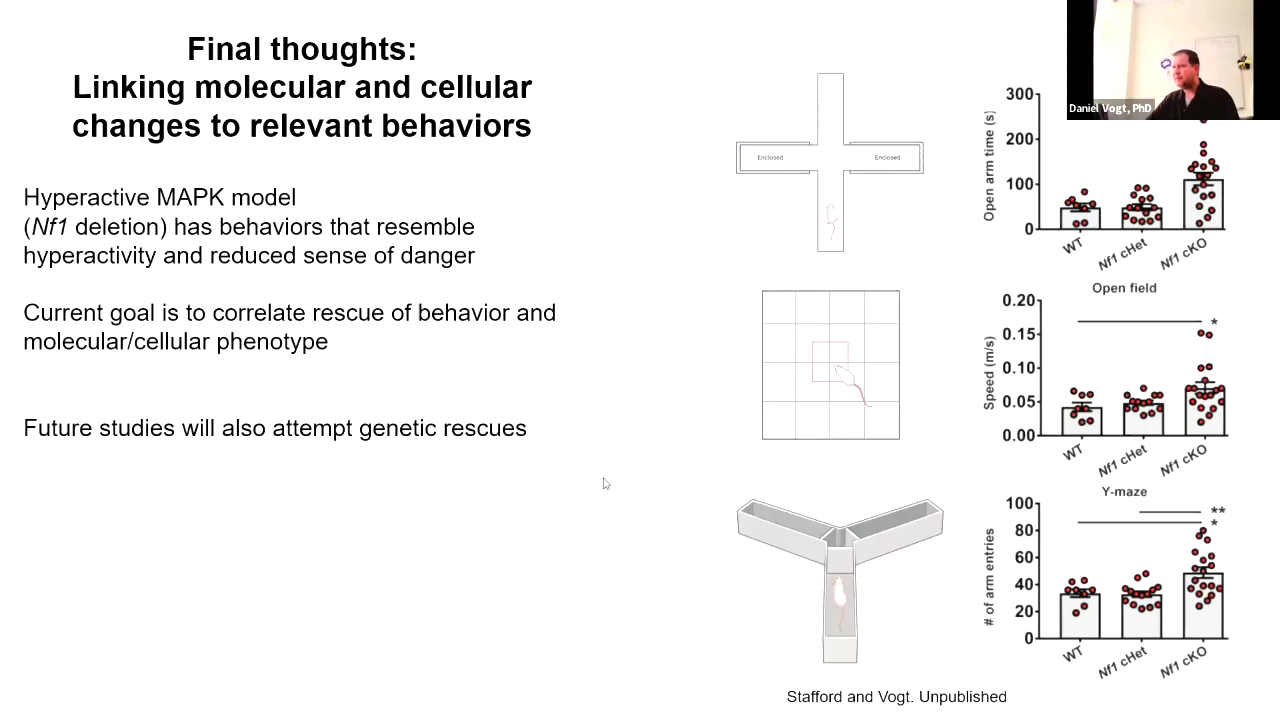 Final thoughts:
Linking molecular and cellular
changes to relevant behaviors
Hyperactive MAPK model
(Nf1 deletion) has behaviors that resemble
hyperactivity and reduced sense of danger
Current goal is to correlate rescue of behavior and
molecular/cellular phenotype
Future studies will also attempt genetic rescues
Enclosed
Enclosed
Daniel Vogt, PhD
Open arm time (s)
300
200
100
0
WT
Nf1 cHet
Nf1 cKO
Open field
Speed (m/s)
0.20
0.15
0.10
0.05
0.00
*
WT
Nf1 cHet
Nf1 cKO
Y-maze
# of arm entries
100
80
60
40
20
0
**
*
WT
Nf1 cHet
Nf1 cKO
Stafford and Vogt. Unpublished